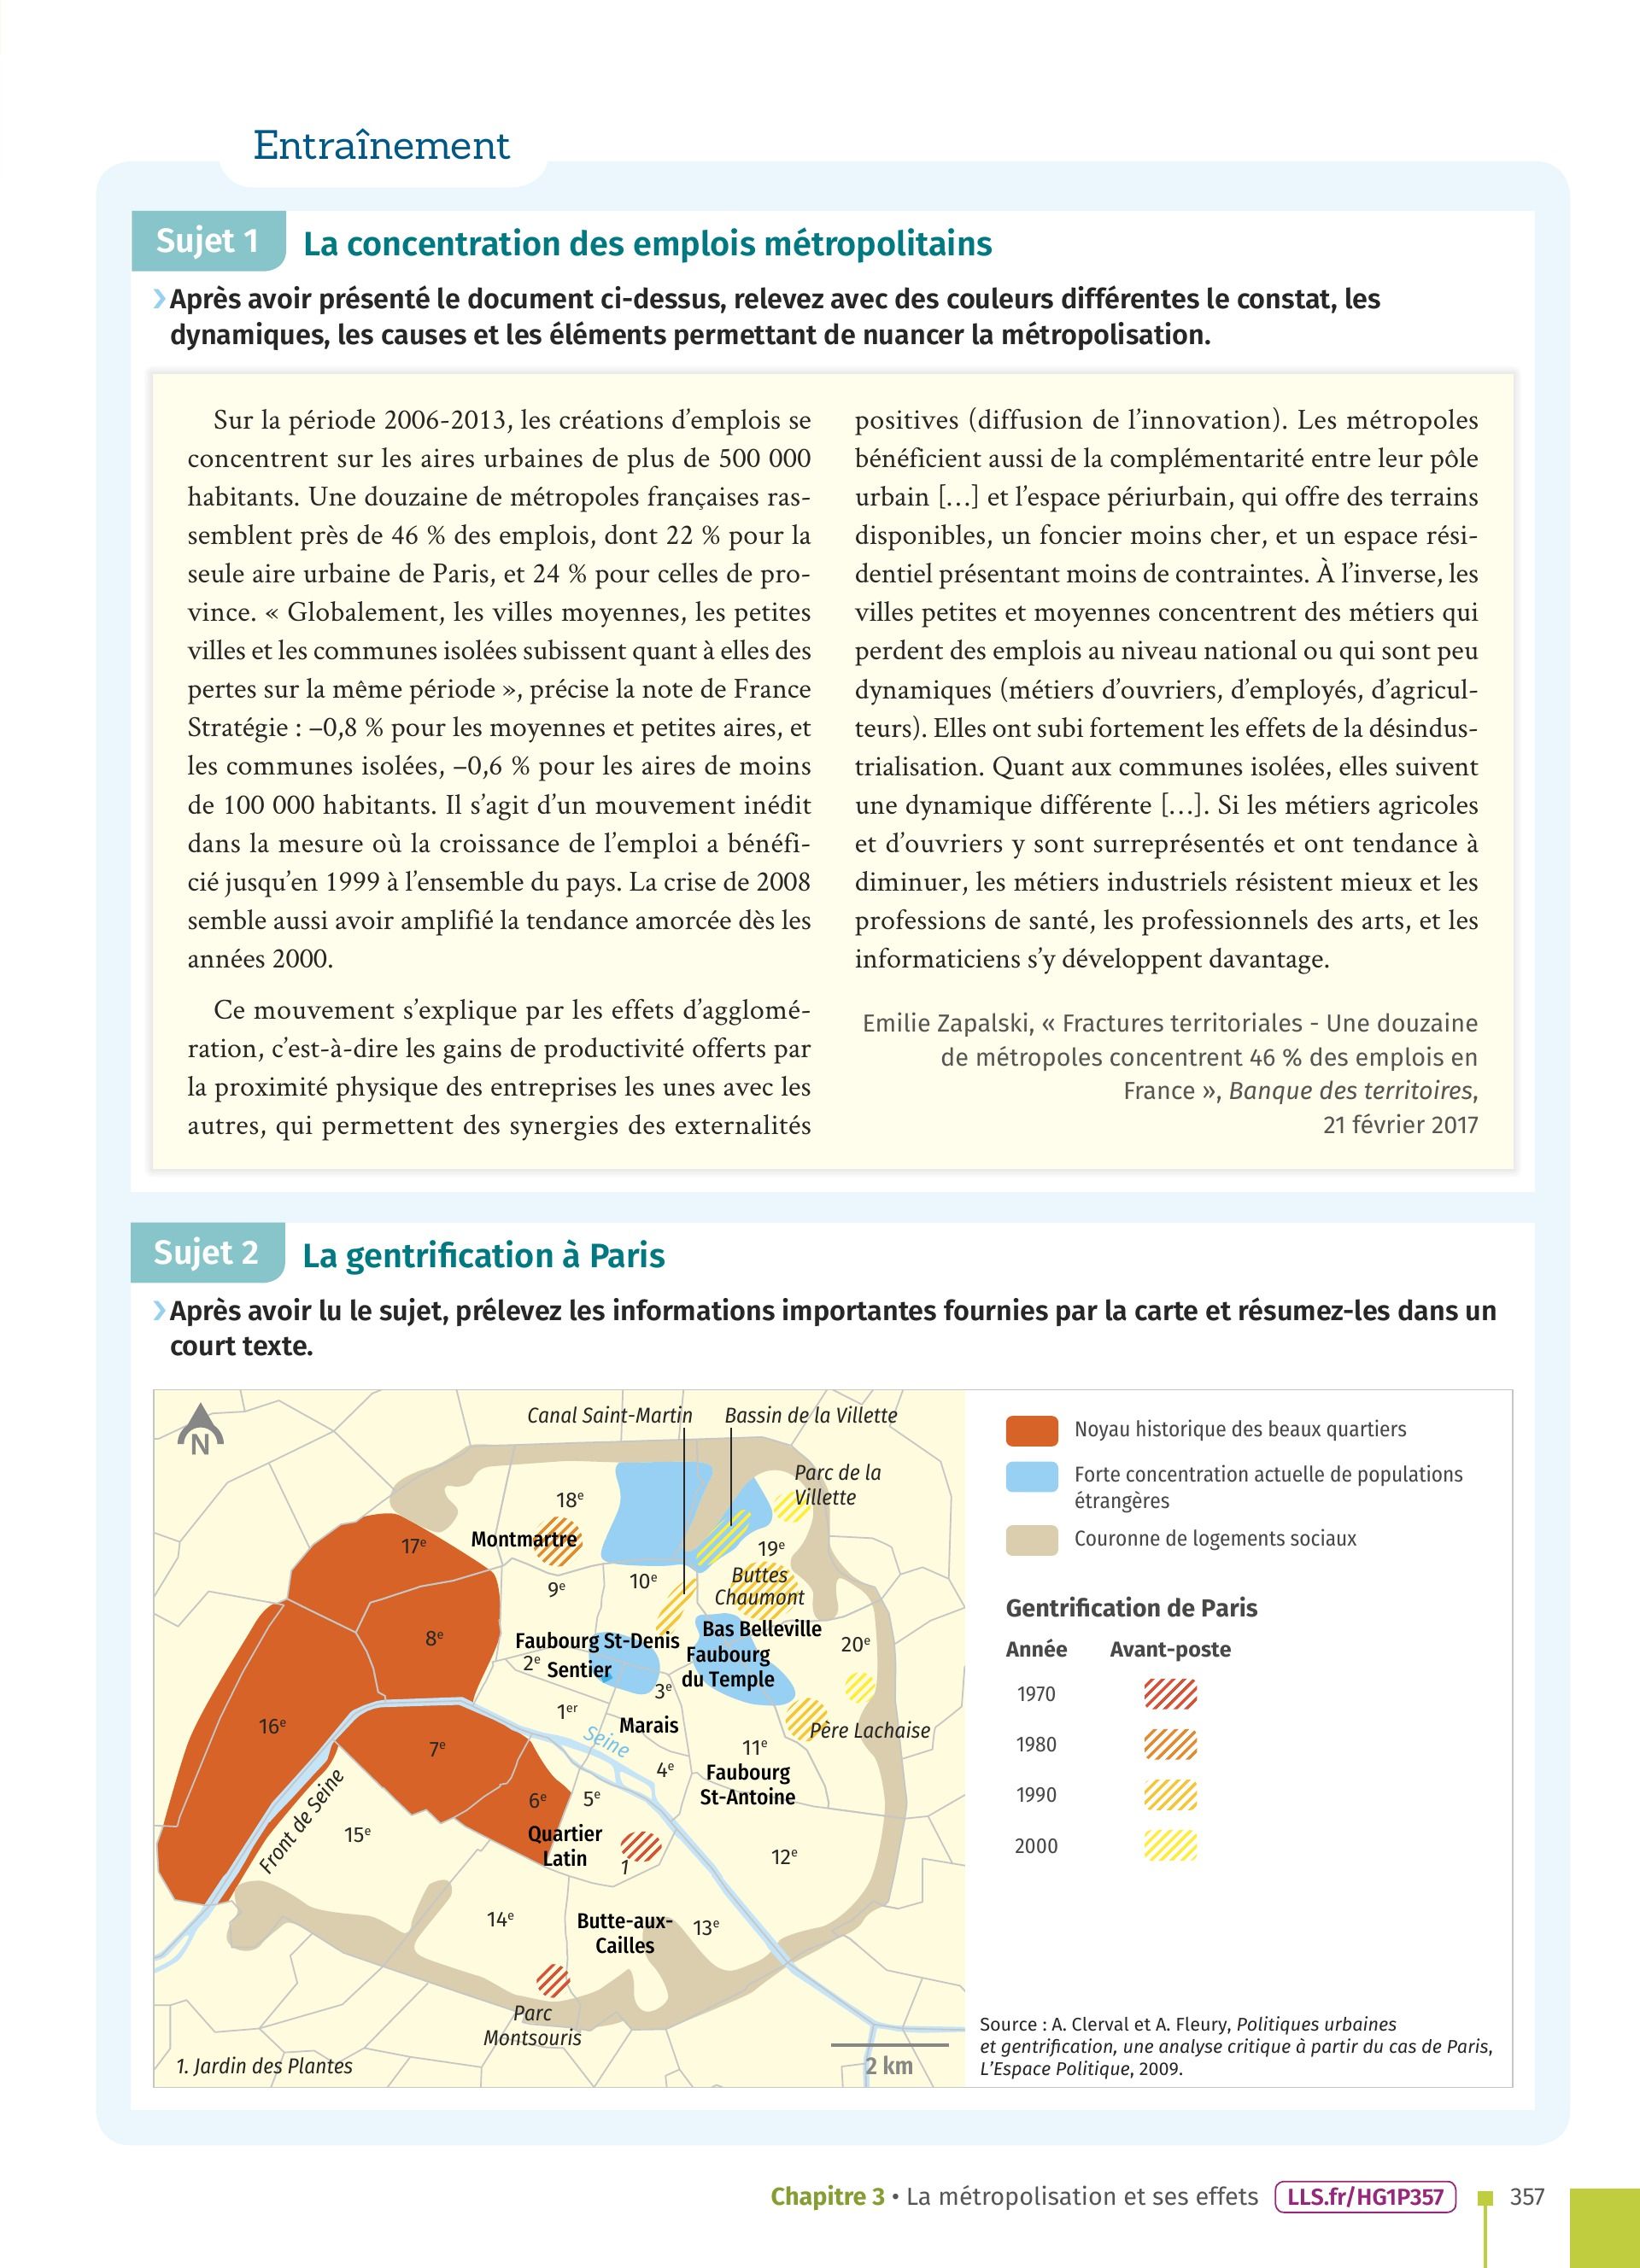 Entraînement
Sujet 1
La concentration des emplois métropolitains
Après avoir présenté le document ci-dessus, relevez avec des couleurs différentes le constat, les
dynamiques, les causes et les éléments permettant de nuancer la métropolisation.
Sur la période 2006-2013, les créations d’emplois se
concentrent sur les aires urbaines de plus de 500 000
habitants. Une douzaine de métropoles françaises ras-
semblent près de 46 % des emplois, dont 22 % pour la
seule aire urbaine de Paris, et 24 % pour celles de pro-
vince. « Globalement, les villes moyennes, les petites
villes et les communes isolées subissent quant à elles des
pertes sur la même période », précise la note de France
Stratégie : –0,8 % pour les moyennes et petites aires, et
les communes isolées, –0,6 % pour les aires de moins
de 100 000 habitants. Il s’agit d’un mouvement inédit
dans la mesure où la croissance de l’emploi a bénéfi-
cié jusqu’en 1999 à l’ensemble du pays. La crise de 2008
semble aussi avoir amplifié la tendance amorcée dès les
années 2000.
Ce mouvement s’explique par les effets d’agglomé-
ration, c’est-à-dire les gains de productivité offerts par
la proximité physique des entreprises les unes avec les
autres, qui permettent des synergies des externalités
positives (diffusion de l’innovation). Les métropoles
bénéficient aussi de la complémentarité entre leur pôle
urbain […] et l’espace périurbain, qui offre des terrains
disponibles, un foncier moins cher, et un espace rési-
dentiel présentant moins de contraintes. À l’inverse, les
villes petites et moyennes concentrent des métiers qui
perdent des emplois au niveau national ou qui sont peu
dynamiques (métiers d’ouvriers, d’employés, d’agricul-
teurs). Elles ont subi fortement les effets de la désindus-
trialisation. Quant aux communes isolées, elles suivent
une dynamique différente […]. Si les métiers agricoles
et d’ouvriers y sont surreprésentés et ont tendance à
diminuer, les métiers industriels résistent mieux et les
professions de santé, les professionnels des arts, et les
informaticiens s’y développent davantage.
Emilie Zapalski, « Fractures territoriales - Une douzaine
de métropoles concentrent 46 % des emplois en
France », Banque des territoires,
21 février 2017
Sujet 2
La gentrification à Paris
Après avoir lu le sujet, prélevez les informations importantes fournies par la carte et résumez-les dans un
court texte.
N
Canal Saint-Martin
Bassin de la Villette
Parc de la
Villette
18e
Montmartre
17e
19e
Buttes
Chaumont
9e
10e
Bas Belleville
8e
Faubourg St-Denis
20e
2e
Sentier
Faubourg
du Temple
3e
1er
Marais
Seine
Père Lachaise
16e
7e
11e
4e
Faubourg
St-Antoine
6e
5e
Front de Seine
15e
Quartier
Latin
1
12e
14e
Butte-aux-
Cailles
13e
Parc
Montsouris
1. Jardin des Plantes
2 km
Noyau historique des beaux quartiers
Forte concentration actuelle de populations
étrangères
Couronne de logements sociaux
Gentrification de Paris
Année
Avant-poste
1970
1980
1990
2000
Source : A. Clerval et A. Fleury, Politiques urbaines
et gentrification, une analyse critique à partir du cas de Paris,
L’Espace Politique, 2009.
Chapitre 3 • La métropolisation et ses effets
LLS.fr/HG1P357
357